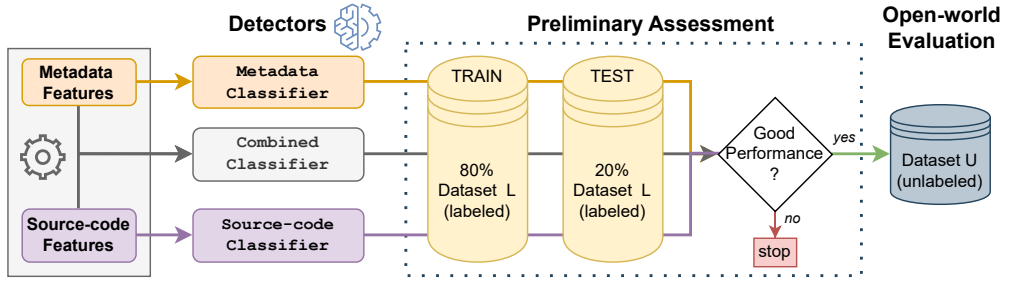 Detectors
Preliminary Assessment
Open-world
Evaluation
Metadata
Features
Source-code
Features
Metadata
Classifier
Combined
Classifier
Source-code
Classifier
TRAIN
80%
Dataset L
(labeled)
TEST
20%
Dataset L
(labeled)
Good
Performance
?
yes
no
stop
Dataset U
(unlabeled)